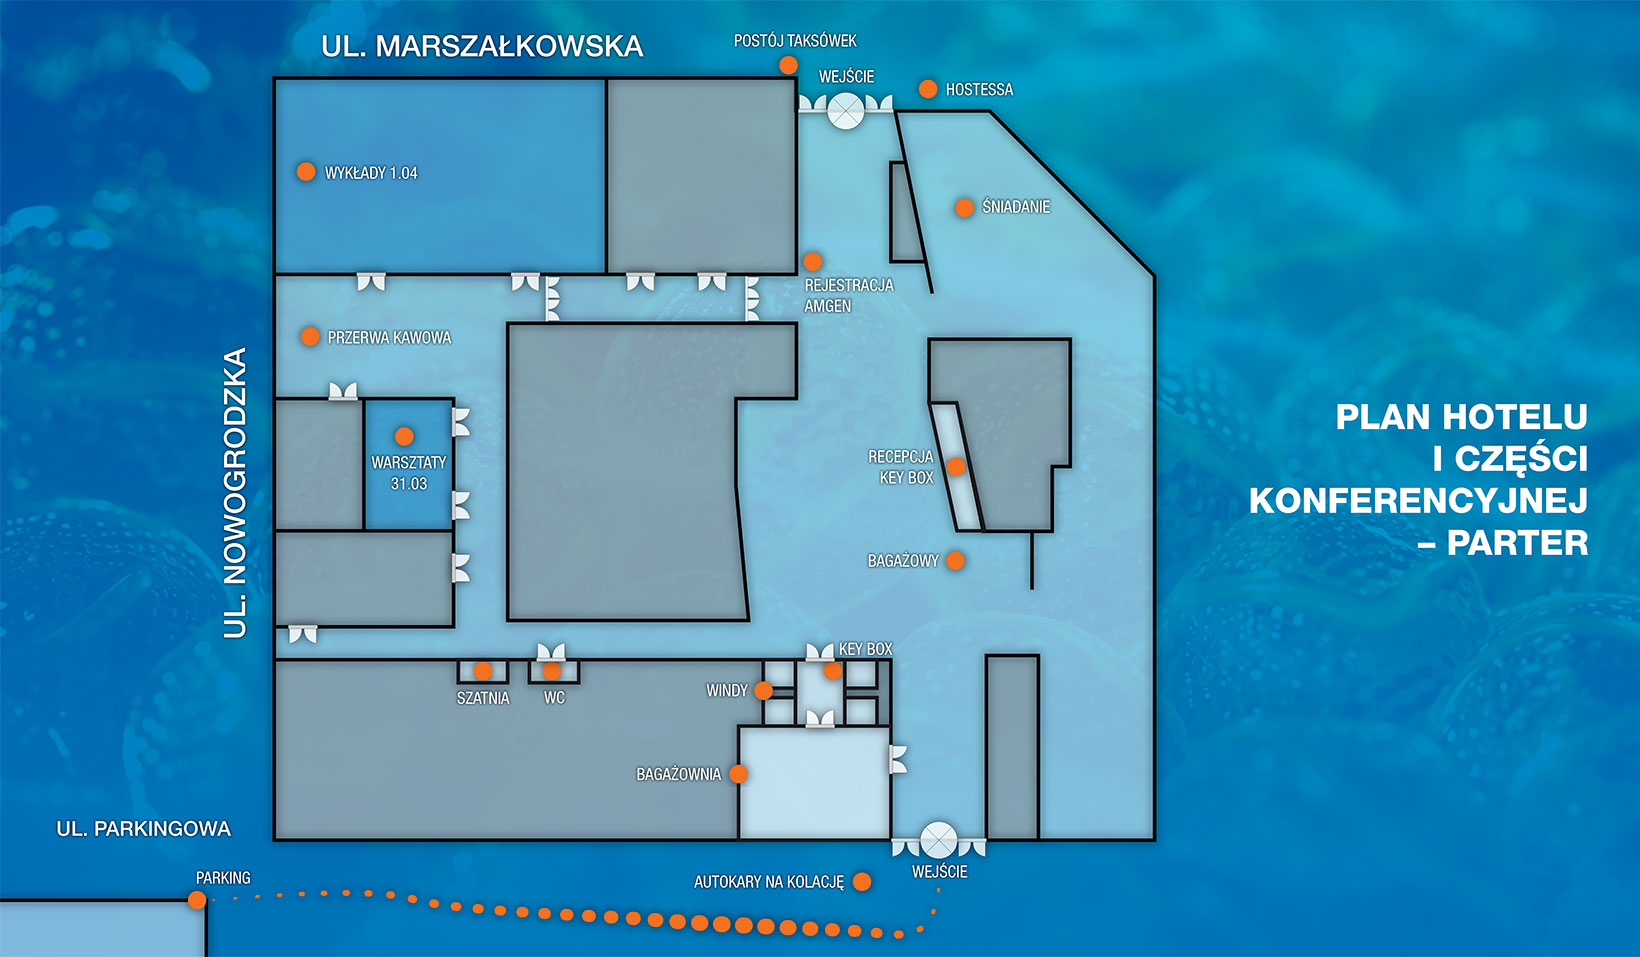 UL. MARSZAŁKOWSKA
POSTÓJ TAKSÓWEK
WEJŚCIE
HOSTESSA
WYKŁADY 1.04
ŚNIADANIE
REJESTRACJA
AMGEN
PRZERWA KAWOWA
UL. NOWOGRODZKA
WARSZTATY
31.03
RECEPCJA
KEY BOX
PLAN HOTELU
I CZĘŚCI
KONFERENCYJNEJ
– PARTER
BAGAŻOWY
KEY BOX
SZATNIA
WC
WINDY
BAGAŻOWNIA
UL. PARKINGOWA
PARKING
AUTOKARY NA KOLACJĘ
WEJŚCIE